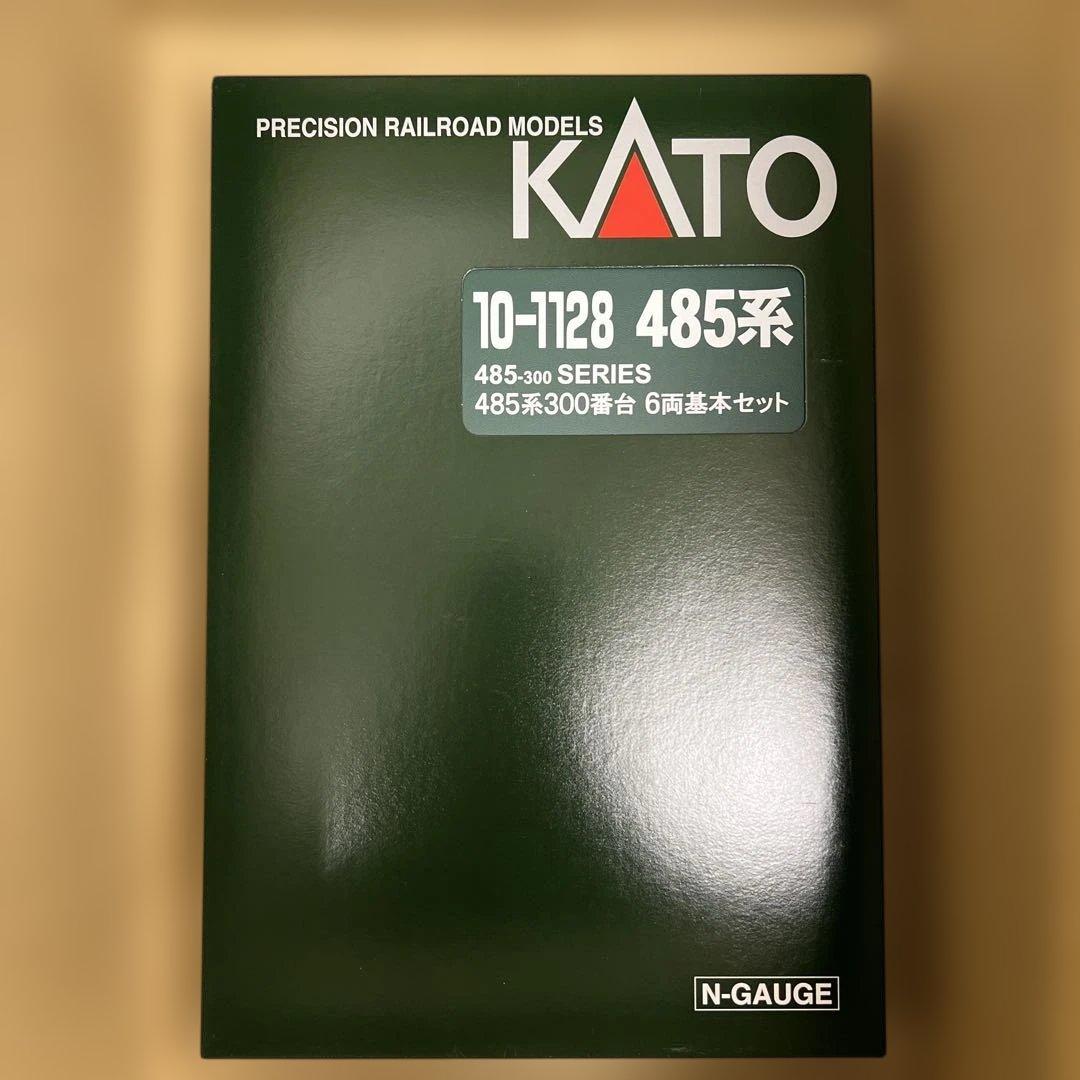 PRECISION RAILROAD MODELS
KATO
10-1128 485系
485-300 SERIES
485系300番台 6両基本セット
N-GAUGE